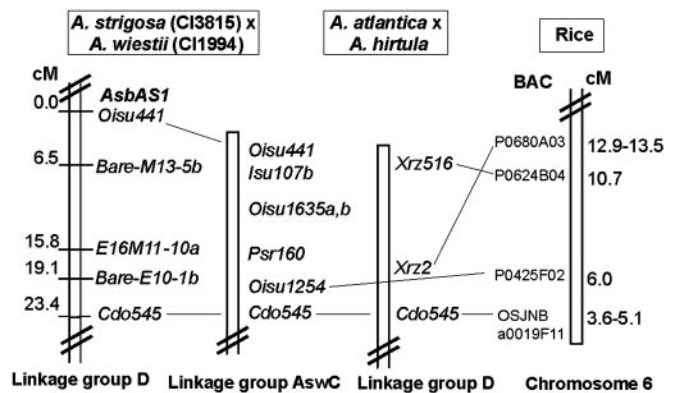 A. strigosa (CI3815) x
A. wiestii (CI1994)
A. atlantica x
A. hirtula
Rice
cM
BAC
cM
0.0
AsbAS1
Oisu441
6.5
Bare-M13-5b
15.8
E16M11-10a
19.1
Bare-E10-1b
23.4
Cdo545
Linkage group D
Oisu441
Isu107b
Oisu1635a,b
Psr160
Oisu1254
Cdo545
Linkage group AswC
Xrz516
Xrz2
Cdo545
Linkage group D
P0680A03
12.9-13.5
P0624B04
10.7
P0425F02
6.0
OSJNB
a0019F11
3.6-5.1
Chromosome 6